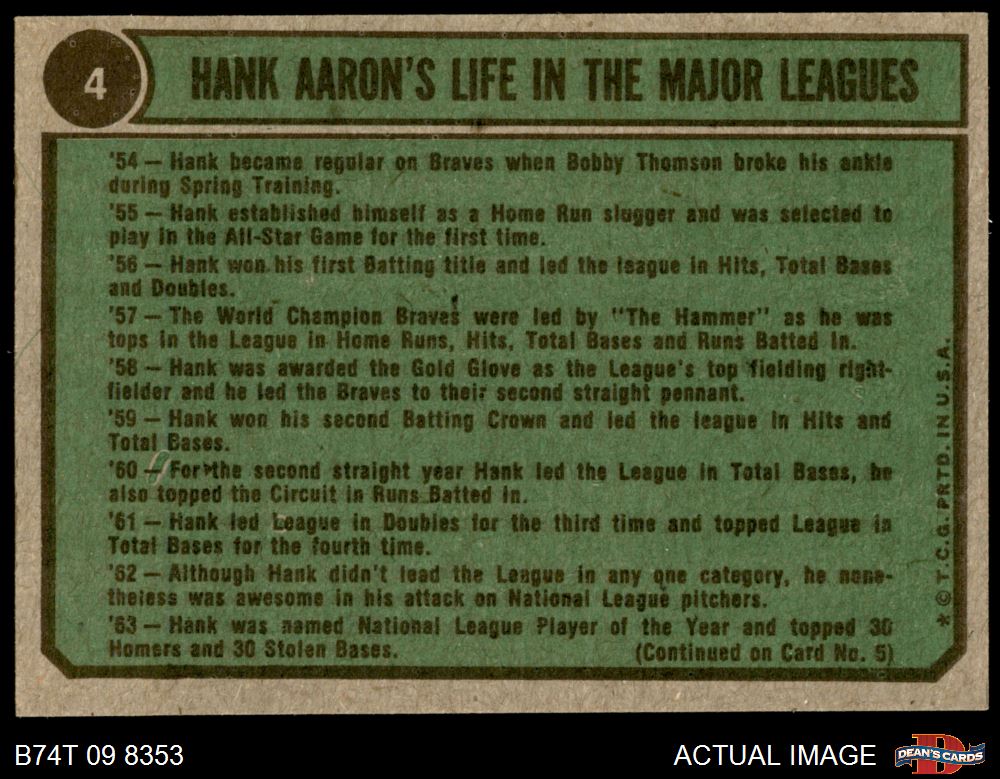 4
HANK AARON'S LIFE IN THE MAJOR LEAGUES
'54 — Hank became regular on Braves when Bobby Thomson broke his ankle
during Spring Training.
'55 — Hank established himself as a Home Run slugger and was selected to
play in the All-Star Game for the first time.
'56 — Hank won his first Batting title and led the league in Hits, Total Bases
and Doubles.
'57 — The World Champion Braves were led by "The Hammer" as he was
tops in the League in Home Runs, Hits, Total Bases and Runs Batted In.
'58 — Hank was awarded the Gold Glove as the League's top fielding right-
fielder and he led the Braves to their second straight pennant.
'59 — Hank won his second Batting Crown and led the league in Hits and
Total Bases.
'60 — For the second straight year Hank led the League in Total Bases, he
also topped the Circuit in Runs Batted In.
'61 — Hank led League in Doubles for the third time and topped League in
Total Bases for the fourth time.
'62 — Although Hank didn't lead the League in any one category, he none-
theless was awesome in his attack on National League pitchers.
'63 — Hank was named National League Player of the Year and topped 30
Homers and 30 Stolen Bases. (Continued on Card No. 5)
* © T.C.G. PRTD. IN U.S.A.
B74T 09 8353
ACTUAL IMAGE
D
DEAN'S CARDS